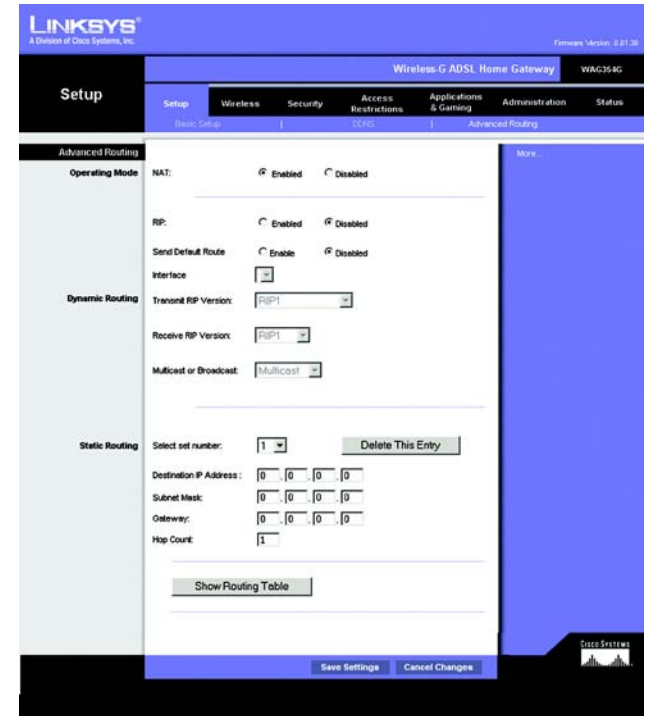 LINKSYS®
A Division of Cisco Systems, Inc.
Firmware Version: 0.01.30
Wireless-G ADSL Home Gateway WAG354G
Setup
Setup Wireless Security Access Restrictions Applications & Gaming Administration Status
Basic Setup | DDNS | Advanced Routing
Advanced Routing
More...
Operating Mode NAT: Enabled Disabled
RIP: Enabled Disabled
Send Default Route Enable Disabled
Interface
Dynamic Routing Transmit RIP Version: RIP1
Receive RIP Version: RIP1
Multicast or Broadcast: Multicast
Static Routing Select set number: 1 Delete This Entry
Destination IP Address : 0 . 0 . 0 . 0
Subnet Mask: 0 . 0 . 0 . 0
Gateway: 0 . 0 . 0 . 0
Hop Count: 1
Show Routing Table
CISCO SYSTEMS
Save Settings Cancel Changes